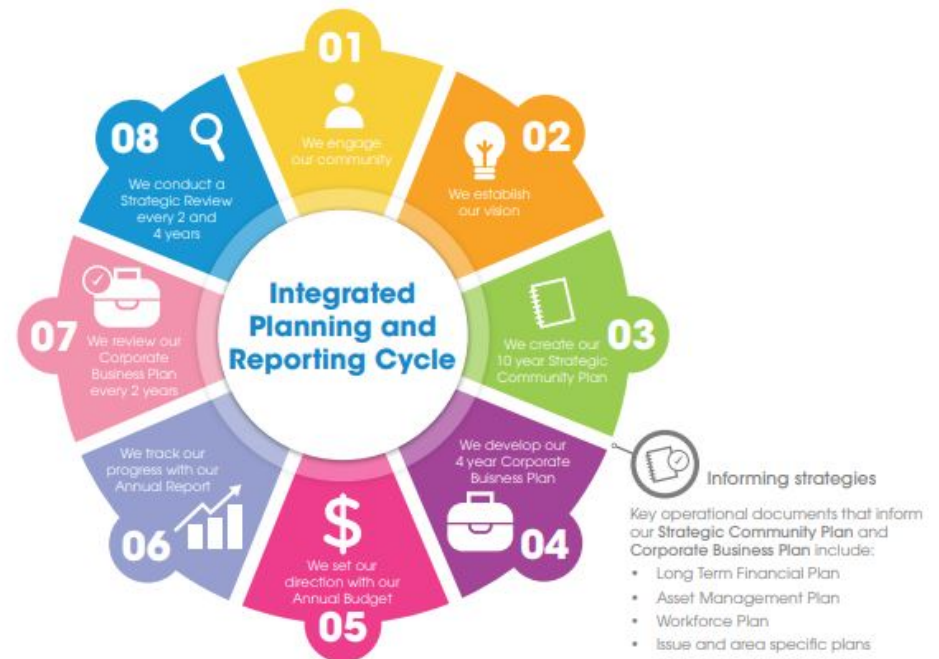 01
We engage
our community
02
We establish
our vision
03
We create our
10 year Strategic
Community Plan
We develop our
4 year Corporate
Buisness Plan
04
$
We set our
direction with our
Annual Budget
05
We track our
progress with our
Annual Report
06
07
We review our
Corporate
Business Plan
every 2 years
08
We conduct a
Strategic Review
every 2 and
4 years
Integrated
Planning and
Reporting Cycle
Informing strategies
Key operational documents that inform
our Strategic Community Plan and
Corporate Business Plan include:
• Long Term Financial Plan
• Asset Management Plan
• Workforce Plan
• Issue and area specific plans